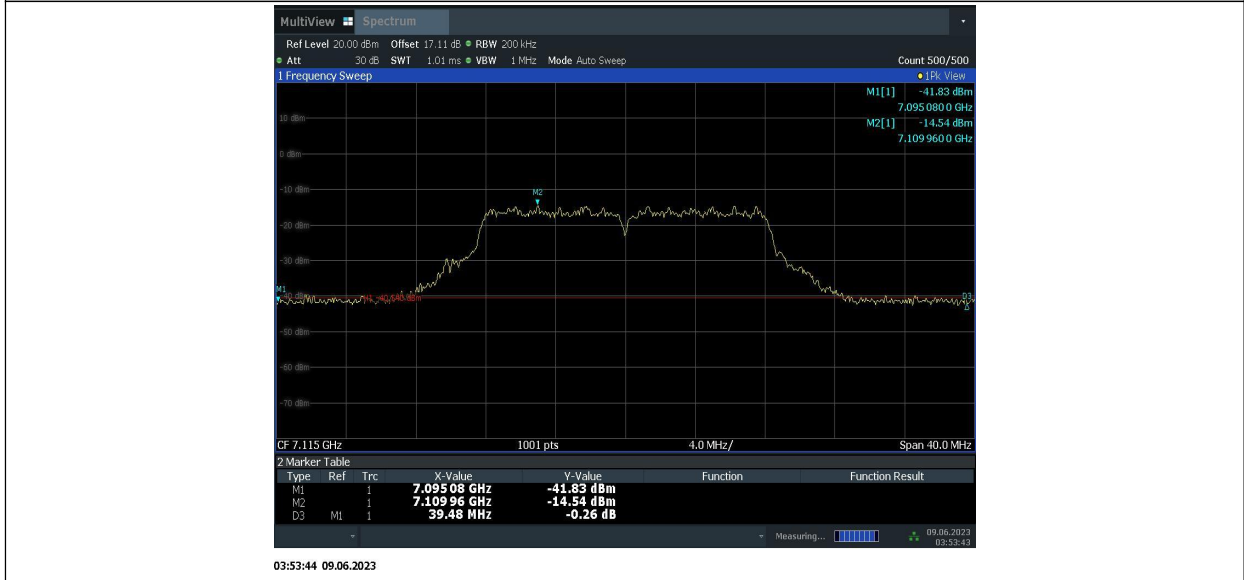 MultiView Spectrum
Ref Level 20.00 dBm Offset 17.11 dB RBW 200 kHz
Att 30 dB SWT 1.01 ms VBW 1 MHz Mode Auto Sweep Count 500/500
1 Frequency Sweep 1Pk View
M1[1] -41.83 dBm
7.095 080 0 GHz
M2[1] -14.54 dBm
7.109 960 0 GHz
10 dBm
0 dBm
-10 dBm
M2
-20 dBm
-30 dBm
M1
-40 dBm H1 -40.540 dBm D3
-50 dBm
-60 dBm
-70 dBm
CF 7.115 GHz 1001 pts 4.0 MHz/ Span 40.0 MHz
2 Marker Table
Type Ref Trc X-Value Y-Value Function Function Result
M1 1 7.095 08 GHz -41.83 dBm
M2 1 7.109 96 GHz -14.54 dBm
D3 M1 1 39.48 MHz -0.26 dB
Measuring... 09.06.2023
03:53:43
03:53:44 09.06.2023